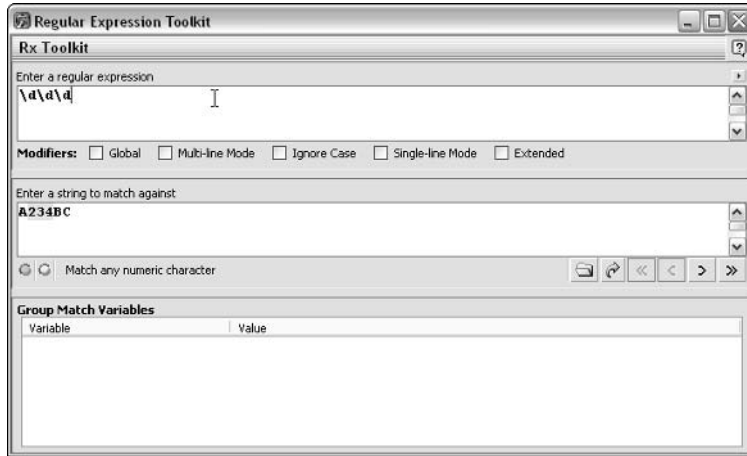 Regular Expression Toolkit
Rx Toolkit
Enter a regular expression
\d\d\d
Modifiers: Global Multi-line Mode Ignore Case Single-line Mode Extended
Enter a string to match against
A234BC
Match any numeric character
Group Match Variables
Variable Value